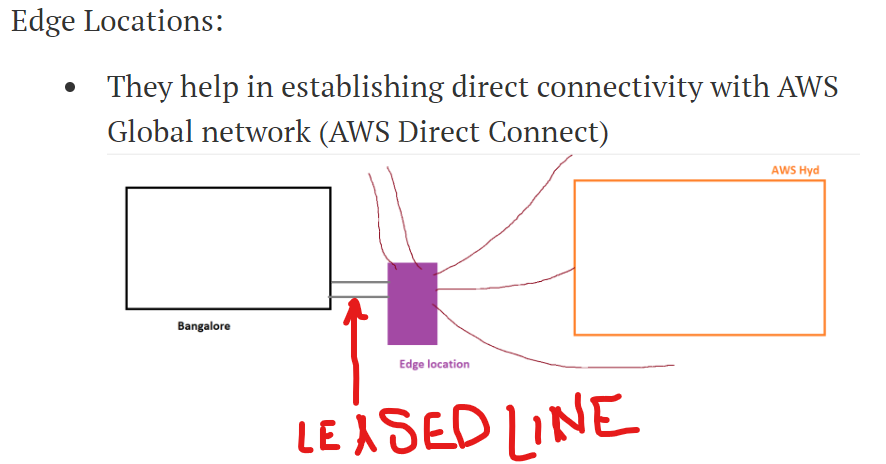 Edge Locations:
They help in establishing direct connectivity with AWS
Global network (AWS Direct Connect)
AWS Hyd
Bangalore
Edge location
LEASED LINE